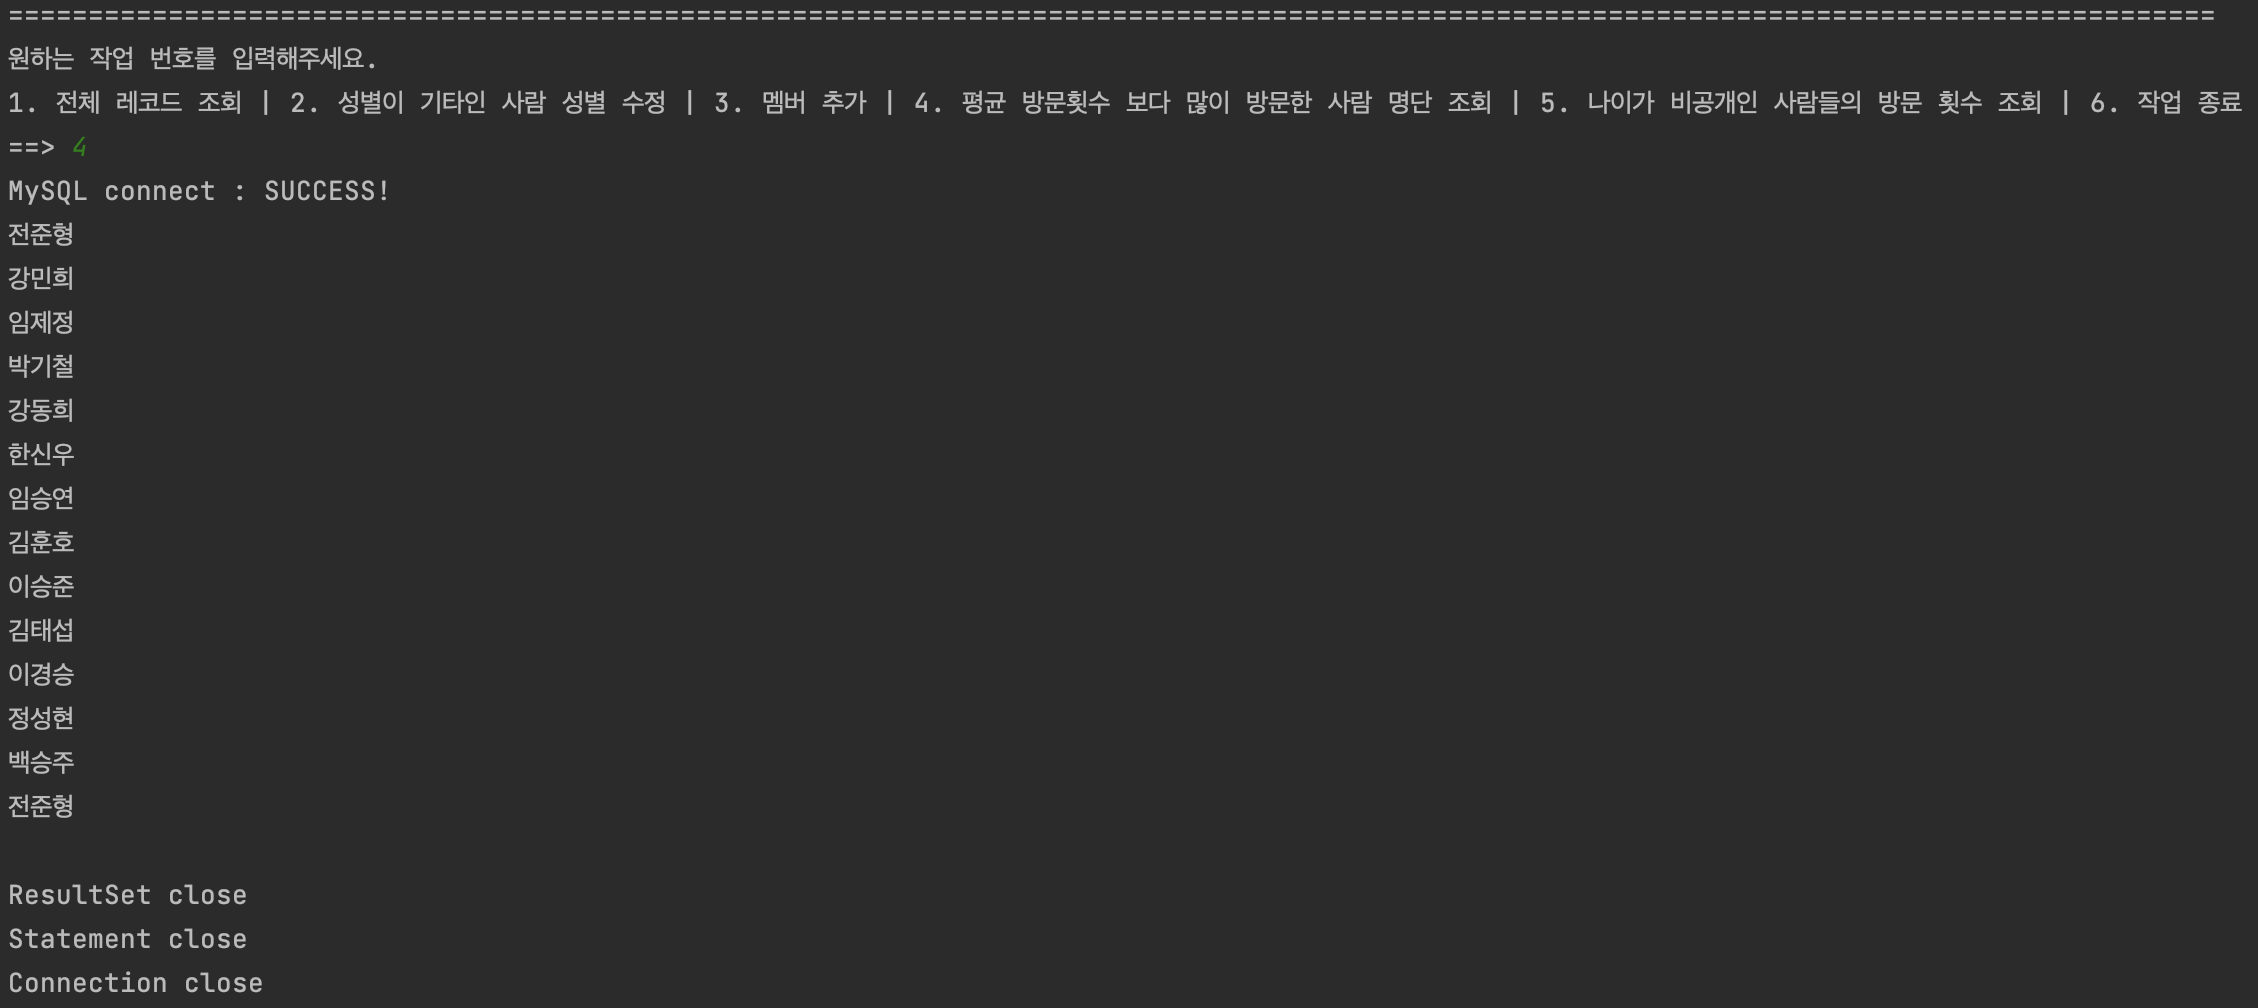 ==========================================================================================================================================
원하는 작업 번호를 입력해주세요.
1. 전체 레코드 조회 | 2. 성별이 기타인 사람 성별 수정 | 3. 멤버 추가 | 4. 평균 방문횟수 보다 많이 방문한 사람 명단 조회 | 5. 나이가 비공개인 사람들의 방문 횟수 조회 | 6. 작업 종료
==> 4
MySQL connect : SUCCESS!
전준형
강민희
임제정
박기철
강동희
한신우
임승연
김훈호
이승준
김태섭
이경승
정성현
백승주
전준형
ResultSet close
Statement close
Connection close